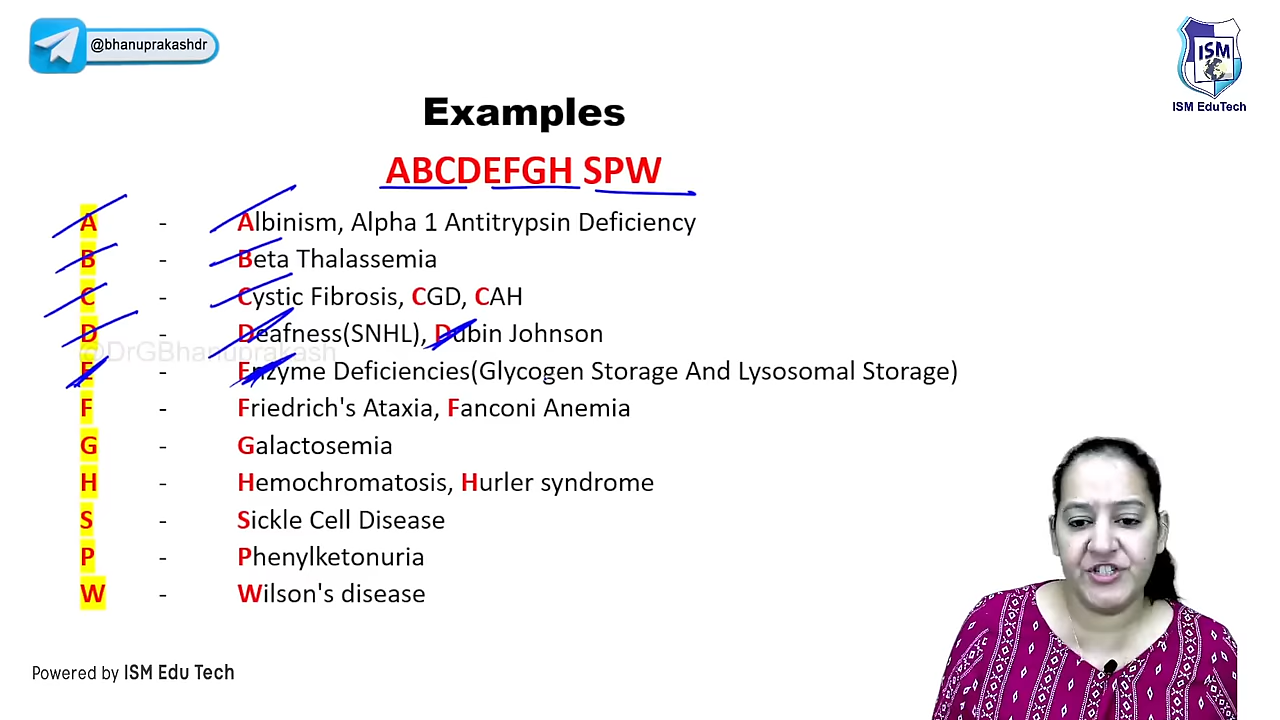 @bhanuprakashdr
ISM
ISM EduTech
Examples
ABCDEFGH SPW
A - Albinism, Alpha 1 Antitrypsin Deficiency
B - Beta Thalassemia
C - Cystic Fibrosis, CGD, CAH
D - Deafness(SNHL), Dubin Johnson
@DrGBhanuprakash
E - Enzyme Deficiencies(Glycogen Storage And Lysosomal Storage)
F - Friedrich's Ataxia, Fanconi Anemia
G - Galactosemia
H - Hemochromatosis, Hurler syndrome
S - Sickle Cell Disease
P - Phenylketonuria
W - Wilson's disease
Powered by ISM Edu Tech